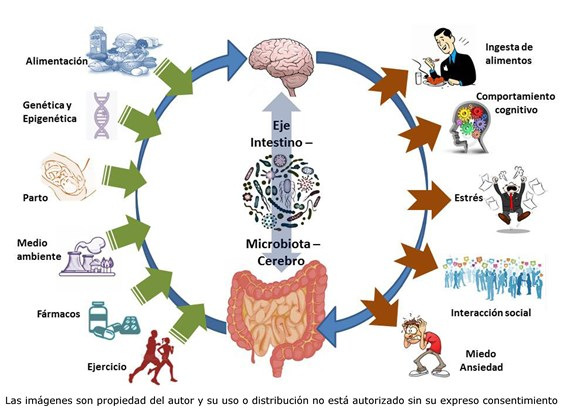 Alimentación
Genética y
Epigenética
Parto
Medio
ambiente
Fármacos
Ejercicio
Eje
Intestino –
Microbiota –
Cerebro
Ingesta de
alimentos
Comportamiento
cognitivo
Estrés
Interacción social
Miedo
Ansiedad
Las imágenes son propiedad del autor y su uso o distribución no está autorizado sin su expreso consentimiento